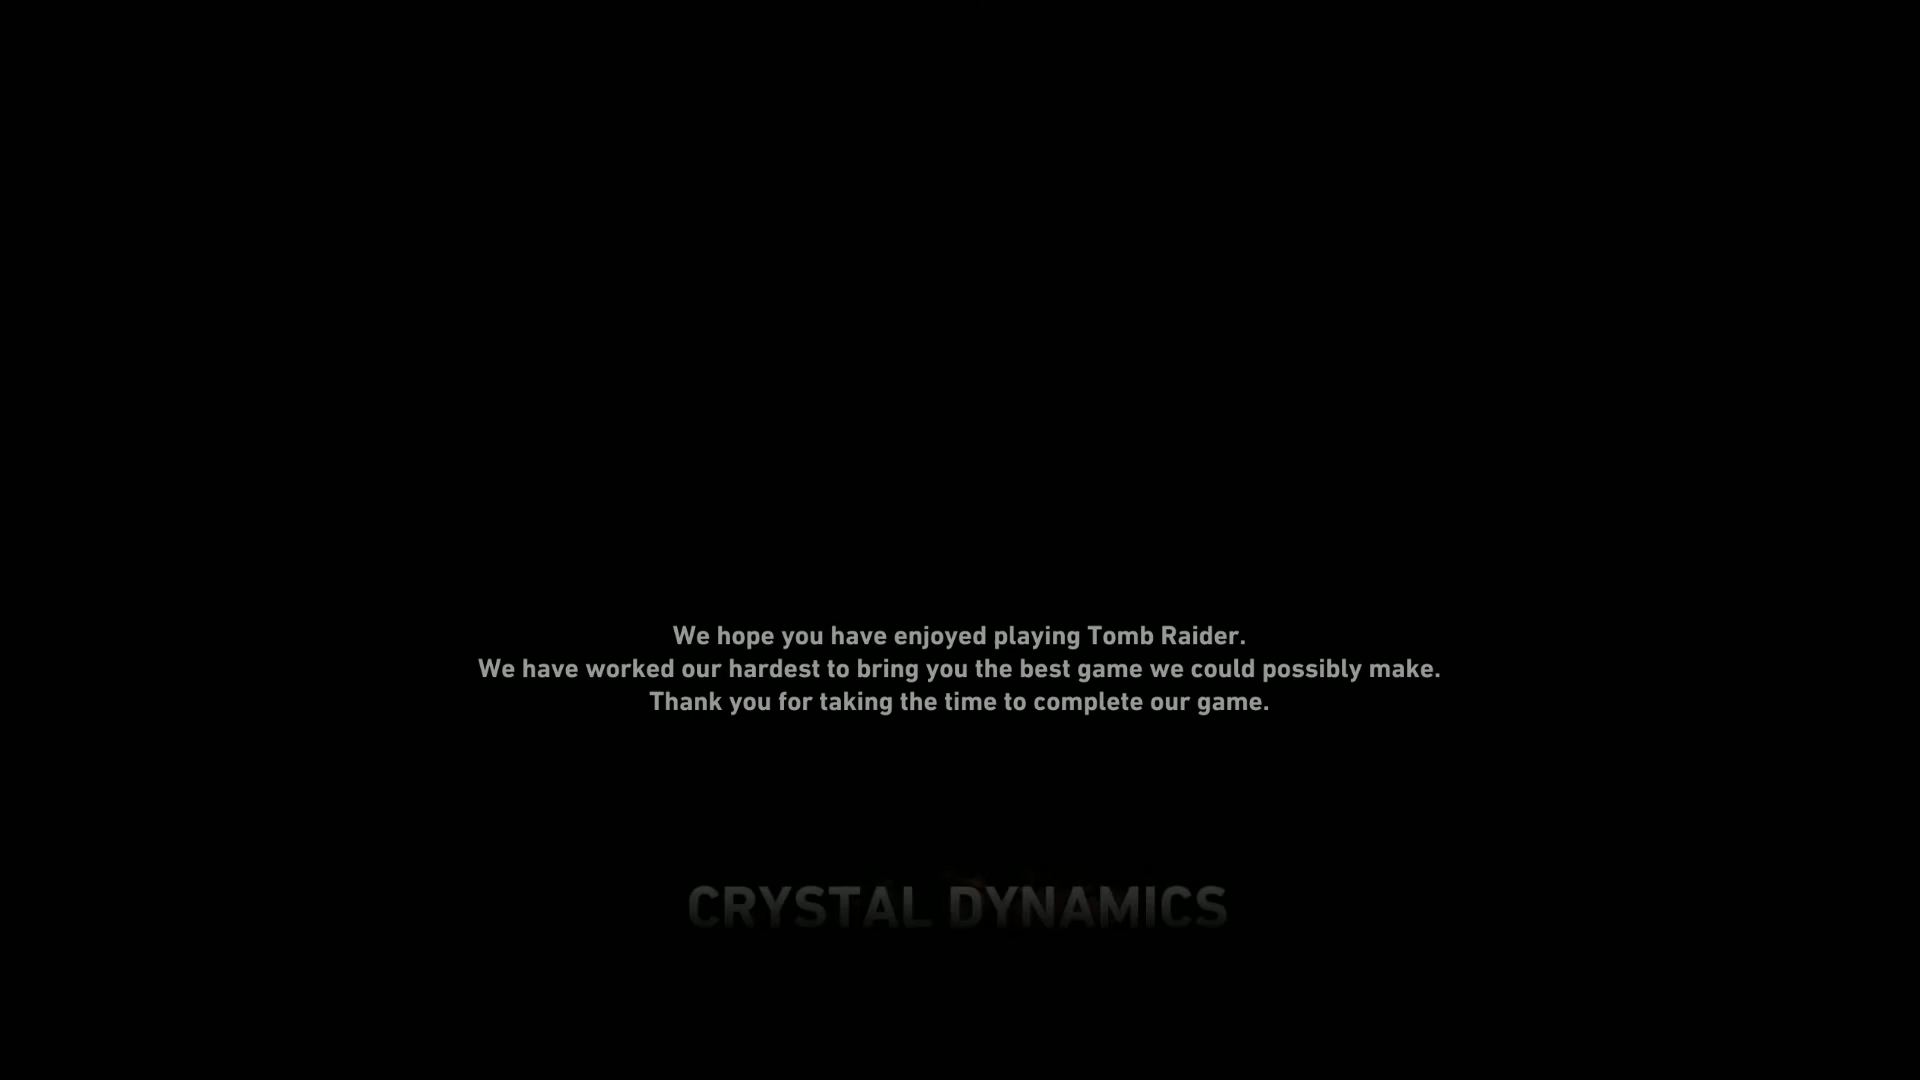 We hope you have enjoyed playing Tomb Raider.
We have worked our hardest to bring you the best game we could possibly make.
Thank you for taking the time to complete our game.
CRYSTAL DYNAMICS